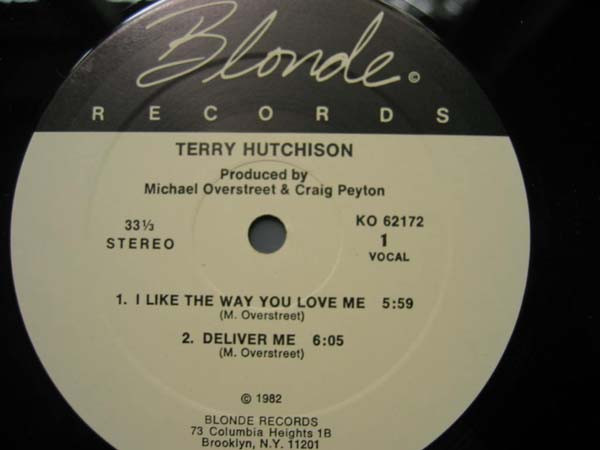 Blonde ©
RECORDS
TERRY HUTCHISON
Produced by
Michael Overstreet & Craig Peyton
33⅓
STEREO
KO 62172
1
VOCAL
1. I LIKE THE WAY YOU LOVE ME 5:59
(M. Overstreet)
2. DELIVER ME 6:05
(M. Overstreet)
© 1982
BLONDE RECORDS
73 Columbia Heights 1B
Brooklyn, N.Y. 11201